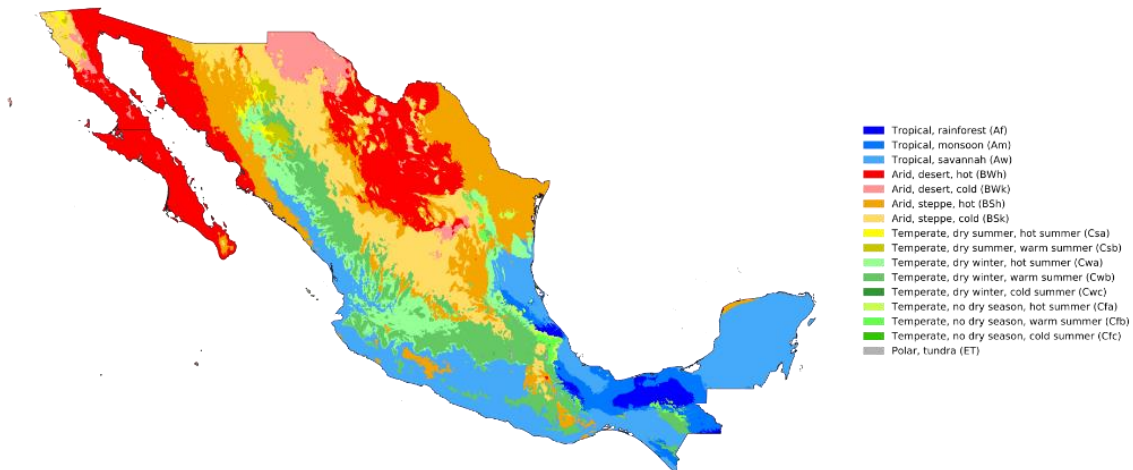 Tropical, rainforest (Af)
Tropical, monsoon (Am)
Tropical, savannah (Aw)
Arid, desert, hot (BWh)
Arid, desert, cold (BWk)
Arid, steppe, hot (BSh)
Arid, steppe, cold (BSk)
Temperate, dry summer, hot summer (Csa)
Temperate, dry summer, warm summer (Csb)
Temperate, dry winter, hot summer (Cwa)
Temperate, dry winter, warm summer (Cwb)
Temperate, dry winter, cold summer (Cwc)
Temperate, no dry season, hot summer (Cfa)
Temperate, no dry season, warm summer (Cfb)
Temperate, no dry season, cold summer (Cfc)
Polar, tundra (ET)